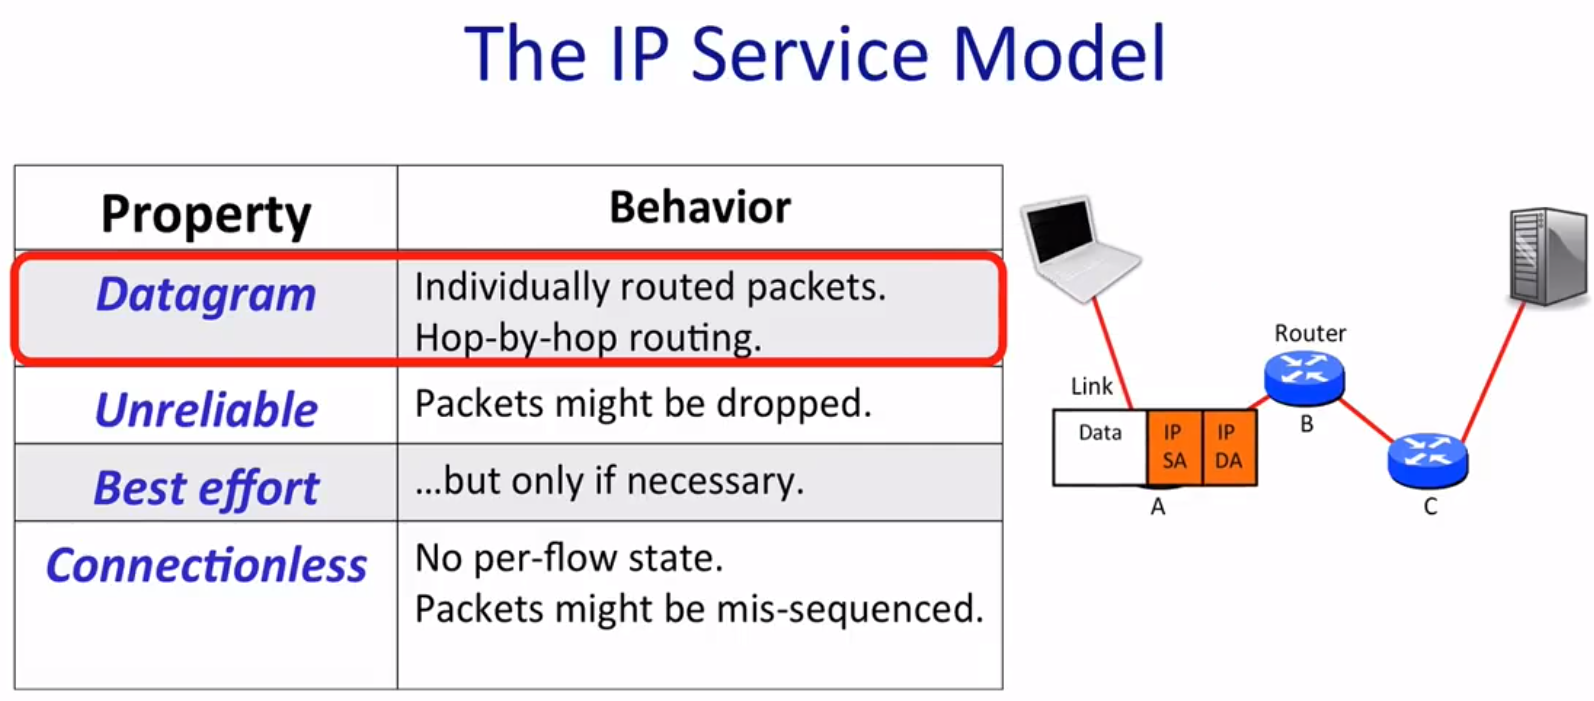 The IP Service Model
Property
Behavior
Datagram
Individually routed packets.
Hop-by-hop routing.
Unreliable
Packets might be dropped.
Best effort
...but only if necessary.
Connectionless
No per-flow state.
Packets might be mis-sequenced.
Link
Data
IP
SA
IP
DA
A
Router
B
C